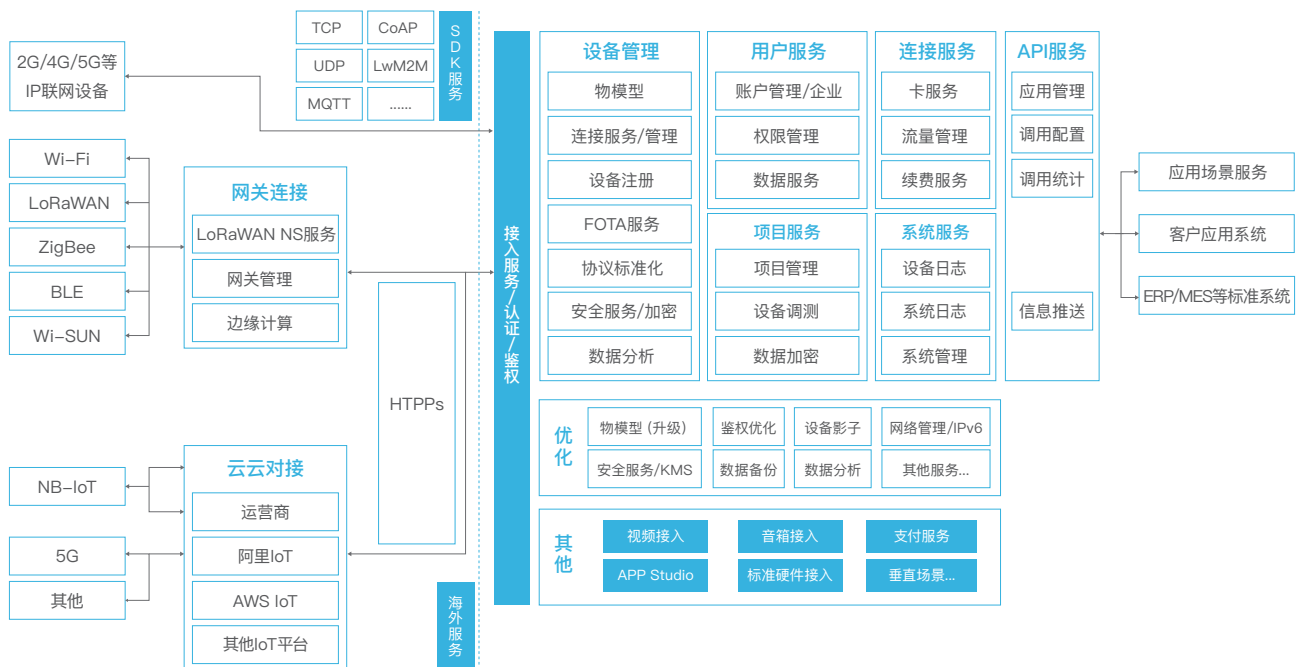 2G/4G/5G等
IP联网设备
Wi-Fi
LoRaWAN
ZigBee
BLE
Wi-SUN
NB-IoT
5G
其他
网关连接
LoRaWAN NS服务
网关管理
边缘计算
云云对接
运营商
阿里IoT
AWS IoT
其他IoT平台
TCP
CoAP
UDP
LwM2M
MQTT
......
SDK服务
HTPPs
海外服务
接入服务/认证/鉴权
设备管理
物模型
连接服务/管理
设备注册
FOTA服务
协议标准化
安全服务/加密
数据分析
用户服务
账户管理/企业
权限管理
数据服务
项目服务
项目管理
设备调测
数据加密
连接服务
卡服务
流量管理
续费服务
系统服务
设备日志
系统日志
系统管理
API服务
应用管理
调用配置
调用统计
信息推送
优化
物模型 (升级)
鉴权优化
设备影子
网络管理/IPv6
安全服务/KMS
数据备份
数据分析
其他服务...
其他
视频接入
音箱接入
支付服务
APP Studio
标准硬件接入
垂直场景...
应用场景服务
客户应用系统
ERP/MES等标准系统